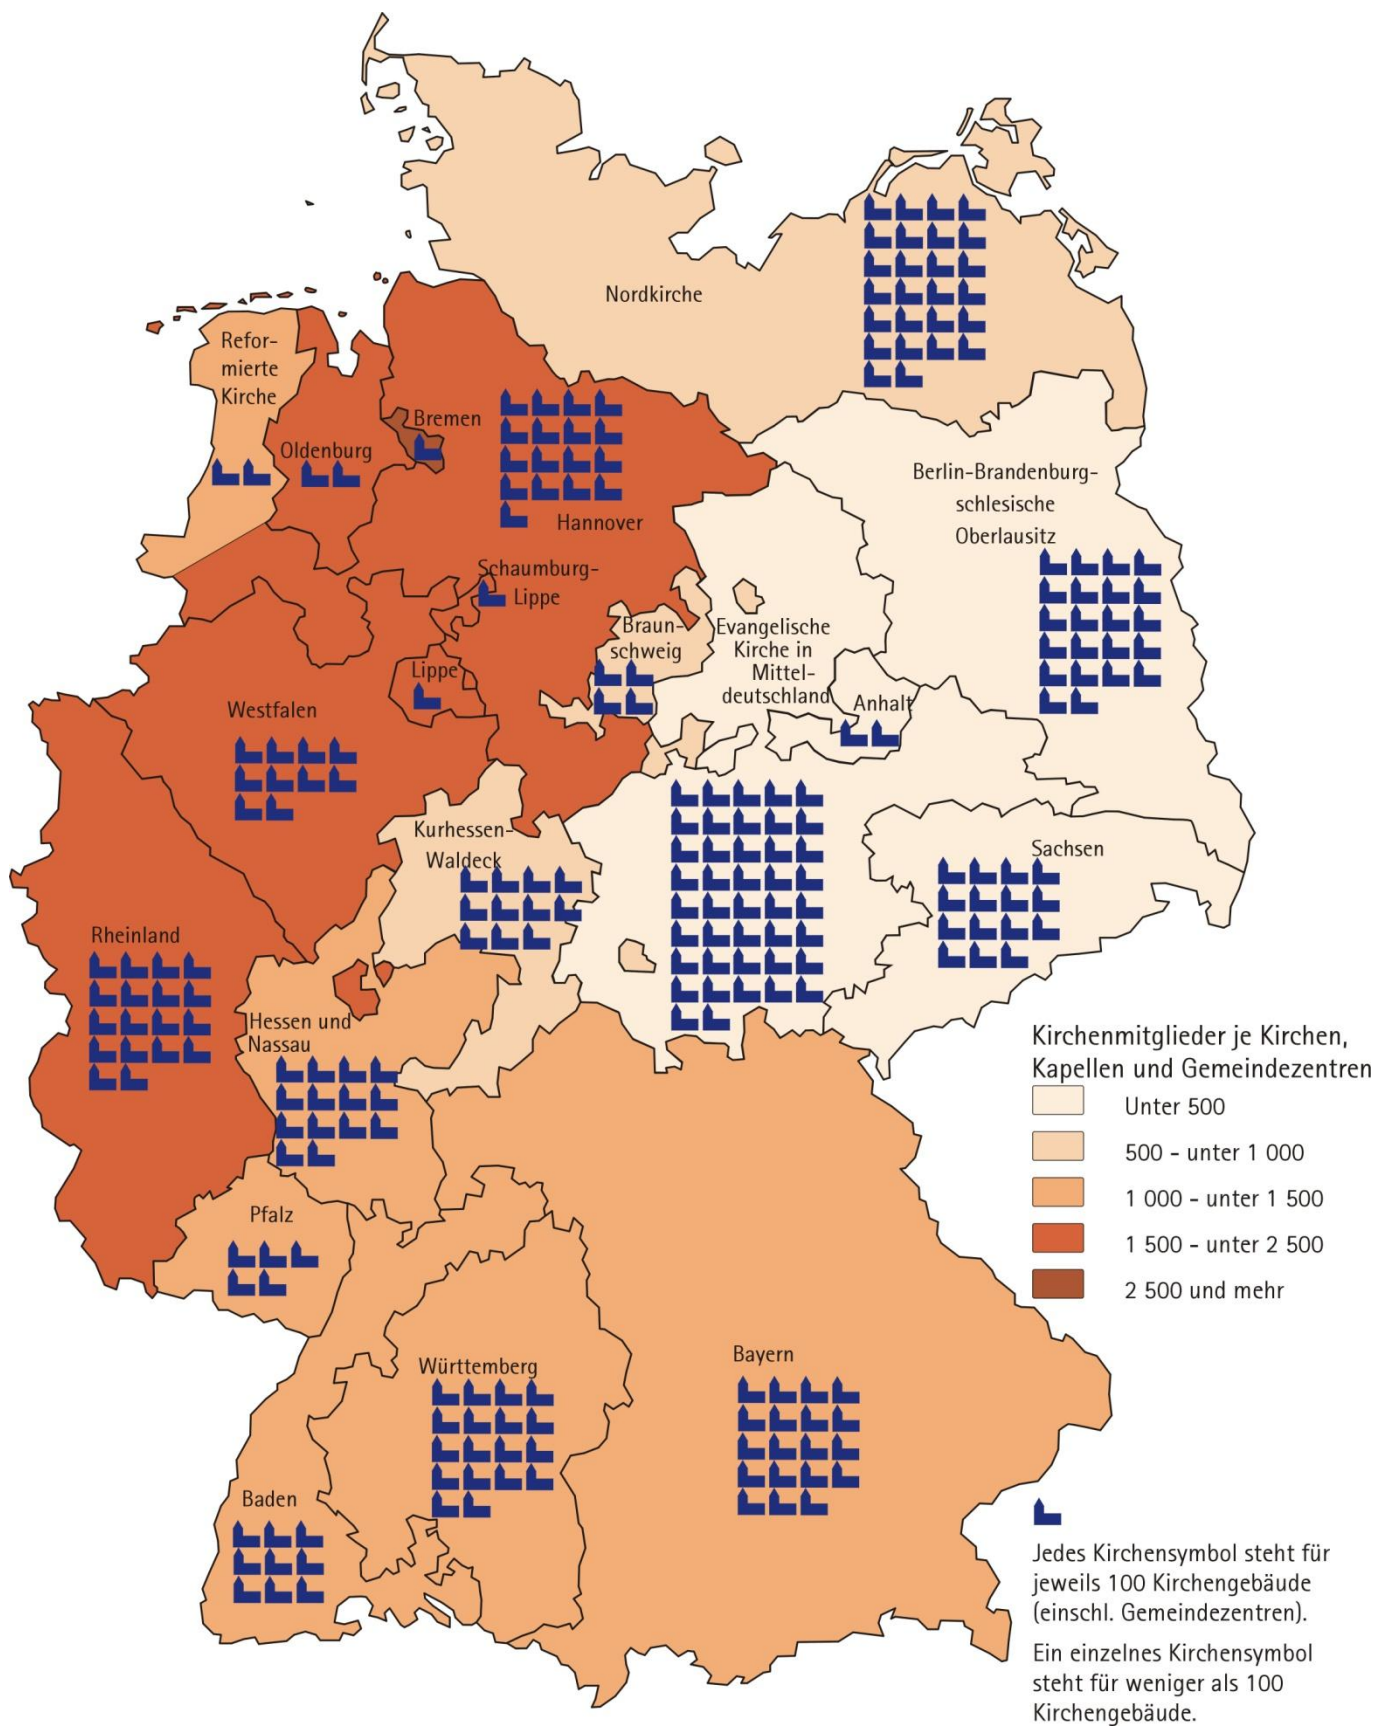 Nordkirche
Refor-
mierte
Kirche
Bremen
Oldenburg
Hannover
Berlin-Brandenburg-
schlesische
Oberlausitz
Schaumburg-
Lippe
Braun-
schweig
Evangelische
Kirche in
Mittel-
deutschland
Lippe
Anhalt
Westfalen
Kurhessen-
Waldeck
Sachsen
Rheinland
Hessen und
Nassau
Pfalz
Württemberg
Bayern
Baden
Kirchenmitglieder je Kirchen,
Kapellen und Gemeindezentren
Unter 500
500 - unter 1 000
1 000 - unter 1 500
1 500 - unter 2 500
2 500 und mehr
Jedes Kirchensymbol steht für
jeweils 100 Kirchengebäude
(einschl. Gemeindezentren).
Ein einzelnes Kirchensymbol
steht für weniger als 100
Kirchengebäude.